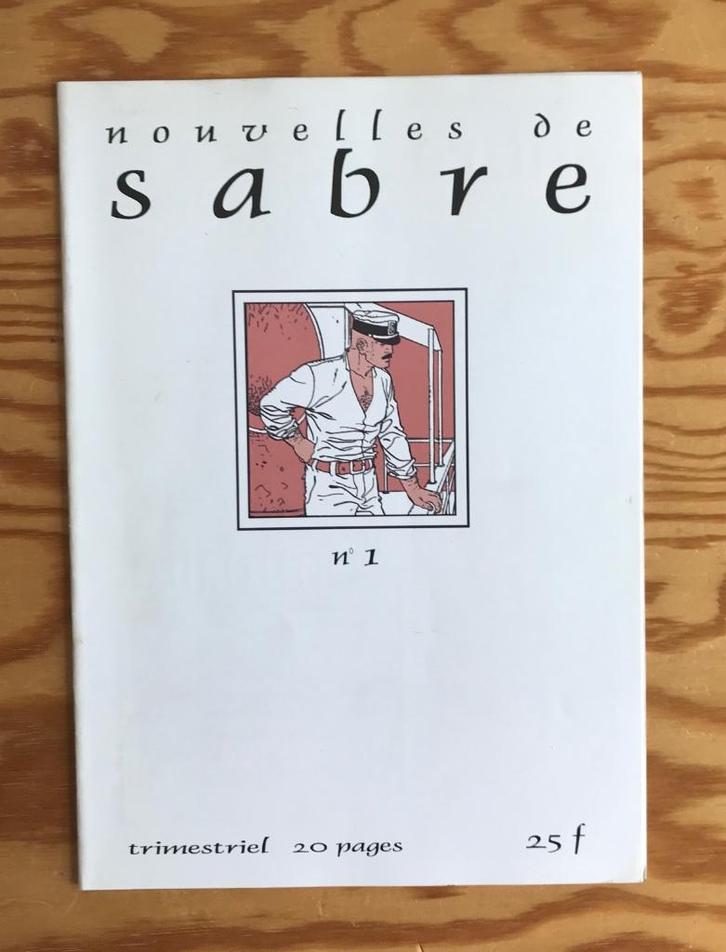 nouvelles de
sabre
n° 1
trimestriel 20 pages 25 f